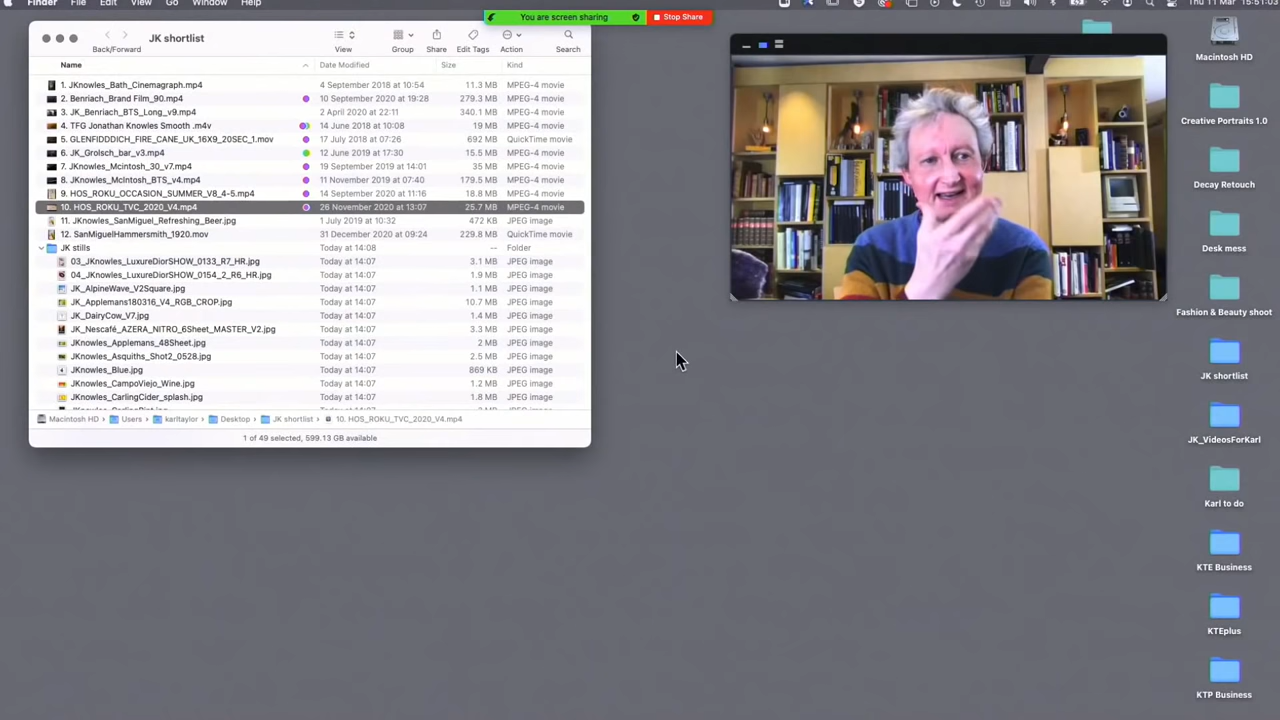 Finder File Edit View Go Window Help
Thu 11 Mar 15:51:03
You are screen sharing
Stop Share
JK shortlist
Back/Forward View Group Share Edit Tags Action Search
Name Date Modified Size Kind
1. JKnowles_Bath_Cinemagraph.mp4 4 September 2018 at 10:54 11.3 MB MPEG-4 movie
2. Benriach_Brand Film_90.mp4 10 September 2020 at 19:28 279.3 MB MPEG-4 movie
3. JK_Benriach_BTS_Long_v9.mp4 2 April 2020 at 22:11 340.1 MB MPEG-4 movie
4. TFG Jonathan Knowles Smooth .m4v 14 June 2018 at 10:08 19 MB MPEG-4 movie
5. GLENFIDDDICH_FIRE_CANE_UK_16X9_20SEC_1.mov 17 July 2018 at 07:26 692 MB QuickTime movie
6. JK_Grolsch_bar_v3.mp4 12 June 2019 at 17:30 15.5 MB MPEG-4 movie
7. JKnowles_Mcintosh_30_v7.mp4 19 September 2019 at 14:01 35 MB MPEG-4 movie
8. JKnowles_McIntosh_BTS_v4.mp4 11 November 2019 at 07:40 179.5 MB MPEG-4 movie
9. HOS_ROKU_OCCASION_SUMMER_V8_4-5.mp4 14 September 2020 at 11:16 18.8 MB MPEG-4 movie
10. HOS_ROKU_TVC_2020_V4.mp4 26 November 2020 at 13:07 25.7 MB MPEG-4 movie
11. JKnowles_SanMiguel_Refreshing_Beer.jpg 1 July 2019 at 10:32 472 KB JPEG image
12. SanMiguelHammersmith_1920.mov 31 December 2020 at 09:24 229.8 MB QuickTime movie
JK stills Today at 14:08 -- Folder
03_JKnowles_LuxureDiorSHOW_0133_R7_HR.jpg Today at 14:07 3.1 MB JPEG image
04_JKnowles_LuxureDiorSHOW_0154_2_R6_HR.jpg Today at 14:07 1.9 MB JPEG image
JK_AlpineWave_V2Square.jpg Today at 14:07 1.1 MB JPEG image
JK_Applemans180316_V4_RGB_CROP.jpg Today at 14:07 10.7 MB JPEG image
JK_DairyCow_V7.jpg Today at 14:07 1.4 MB JPEG image
JK_Nescafé_AZERA_NITRO_6Sheet_MASTER_V2.jpg Today at 14:07 3.3 MB JPEG image
JKnowles_Applemans_48Sheet.jpg Today at 14:07 2 MB JPEG image
JKnowles_Asquiths_Shot2_0528.jpg Today at 14:07 2.5 MB JPEG image
JKnowles_Blue.jpg Today at 14:07 869 KB JPEG image
JKnowles_CampoViejo_Wine.jpg Today at 14:07 1.2 MB JPEG image
JKnowles_CarlingCider_splash.jpg Today at 14:07 1.7 MB JPEG image
Macintosh HD Users karltaylor Desktop JK shortlist 10. HOS_ROKU_TVC_2020_V4.mp4
1 of 49 selected, 599.13 GB available
Macintosh HD
Creative Portraits 1.0
Decay Retouch
Desk mess
Fashion & Beauty shoot
JK shortlist
JK_VideosForKarl
Karl to do
KTE Business
KTEplus
KTP Business